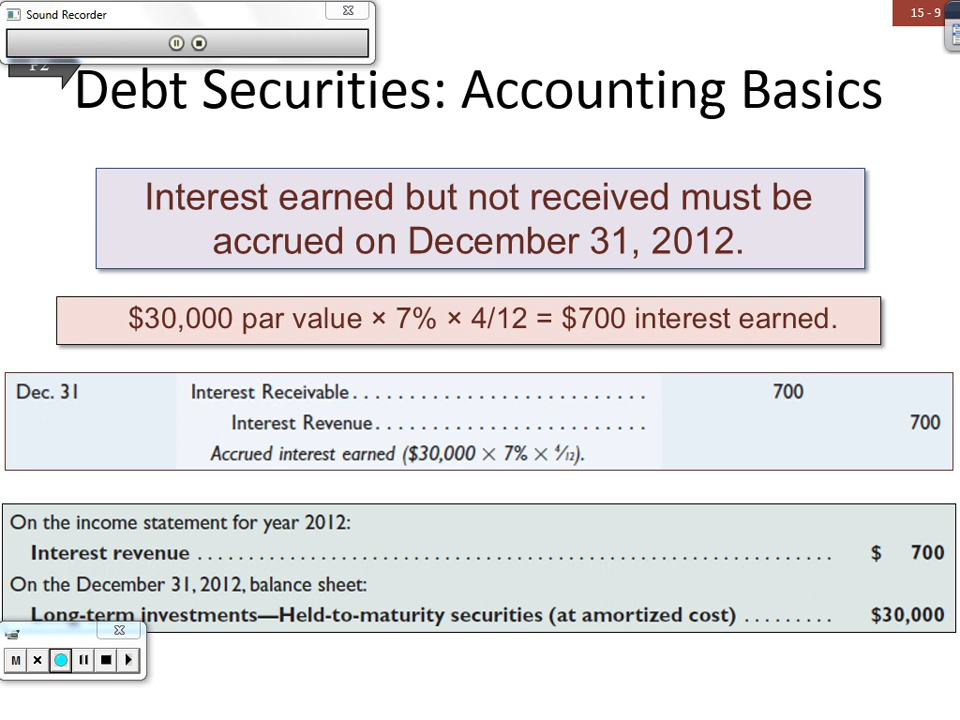 Sound Recorder
15 - 9
P2
Debt Securities: Accounting Basics
Interest earned but not received must be
accrued on December 31, 2012.
$30,000 par value × 7% × 4/12 = $700 interest earned.
Dec. 31 Interest Receivable . . . . . . . . . . . . . . . . . . . . . . . . . . 700
Interest Revenue . . . . . . . . . . . . . . . . . . . . . . . . 700
Accrued interest earned ($30,000 × 7% × 4/12).
On the income statement for year 2012:
Interest revenue . . . . . . . . . . . . . . . . . . . . . . . . . . . . . . . . . . . . . . . . . . . . . . . . . . . . . . . . . . . . . . . . . $ 700
On the December 31, 2012, balance sheet:
Long-term investments—Held-to-maturity securities (at amortized cost) . . . . . . . . . $30,000
M